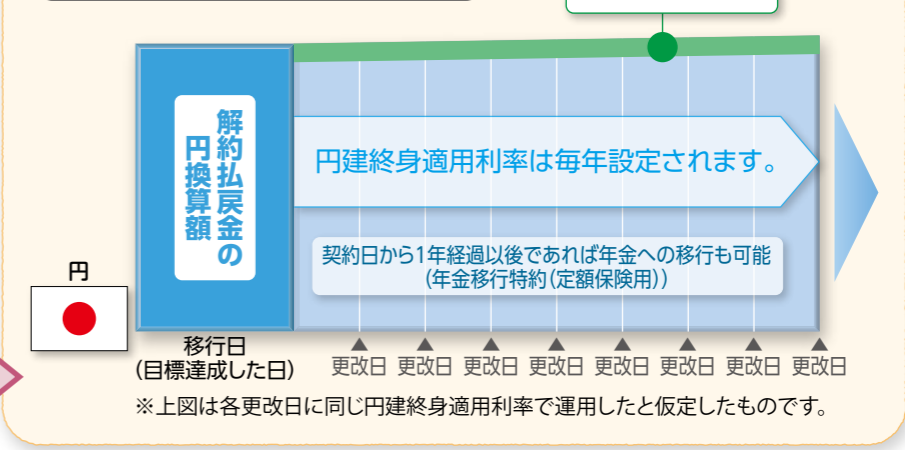 解約払戻金の
円換算額
円建終身適用利率は毎年設定されます。
契約日から1年経過以後であれば年金への移行も可能
(年金移行特約(定額保険用))
円
移行日
(目標達成した日)
▲ ▲ ▲ ▲ ▲ ▲ ▲ ▲
更改日 更改日 更改日 更改日 更改日 更改日 更改日 更改日
※上図は各更改日に同じ円建終身適用利率で運用したと仮定したものです。